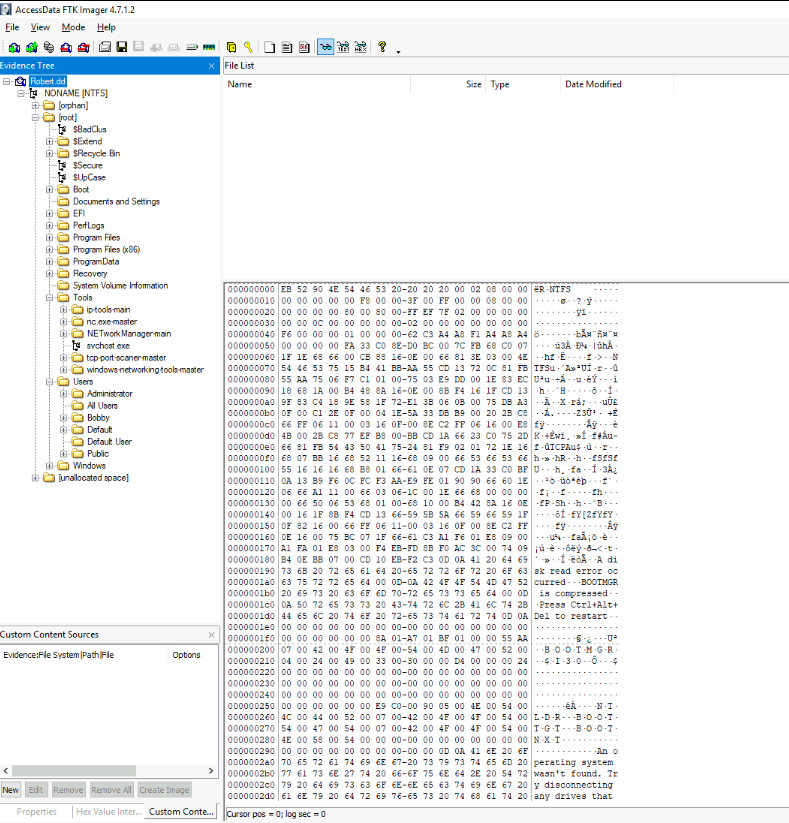 AccessData FTK Imager 4.7.1.2
File View Mode Help
Evidence Tree
Robert.dd
NONAME [NTFS]
[orphan]
[root]
$BadClus
$Extend
$Recycle.Bin
$Secure
$UpCase
Boot
Documents and Settings
EFI
PerfLogs
Program Files
Program Files (x86)
ProgramData
Recovery
System Volume Information
Tools
ip-tools-main
nc.exe-master
NETworkManager-main
svchost.exe
tcp-port-scaner-master
windows-networking-tools-master
Users
Administrator
All Users
Bobby
Default
Default User
Public
Windows
[unallocated space]
Custom Content Sources
Evidence:File System|Path|File Options
New Edit Remove Remove All Create Image
Properties Hex Value Inter... Custom Conte...
File List
Name Size Type Date Modified
000000000 EB 52 90 4E 54 46 53 20-20 20 20 00 02 08 00 00 ëR·NTFS
000000010 00 00 00 00 00 F8 00 00-3F 00 FF 00 00 08 00 00
000000020 00 00 00 00 80 00 80 00-FF EF 7F 02 00 00 00 00
000000030 00 00 0C 00 00 00 00 00-02 00 00 00 00 00 00 00
000000040 F6 00 00 00 01 00 00 00-62 C3 A4 A8 F1 A4 A8 A4
000000050 00 00 00 00 FA 33 C0 8E-D0 BC 00 7C FB 68 C0 07
000000060 1F 1E 68 66 00 CB 88 16-0E 00 66 81 3E 03 00 4E
000000070 54 46 53 75 15 B4 41 BB-AA 55 CD 13 72 0C 81 FB
000000080 55 AA 75 06 F7 C1 01 00-75 03 E9 DD 00 1E 83 EC
000000090 18 68 1A 00 B4 48 8A 16-0E 00 8B F4 16 1F CD 13
0000000a0 9F 83 C4 18 9E 58 1F 72-E1 3B 06 0B 00 75 DB A3
0000000b0 0F 00 C1 2E 0F 00 04 1E-5A 33 DB B9 00 20 2B C8
0000000c0 66 FF 06 11 00 03 16 0F-00 8E C2 FF 06 16 00 E8
0000000d0 4B 00 2B C8 77 EF B8 00-BB CD 1A 66 23 C0 75 2D
0000000e0 66 81 FB 54 43 50 41 75-24 81 F9 02 01 72 1E 16
0000000f0 68 07 BB 16 68 52 11 16-68 09 00 66 53 66 53 66
000000100 55 16 16 16 68 B8 01 66-61 0E 07 CD 1A 33 C0 BF
000000110 0A 13 B9 F6 0C FC F3 AA-E9 FE 01 90 90 66 60 1E
000000120 06 66 A1 11 00 66 03 06-1C 00 1E 66 68 00 00 00
000000130 00 66 50 06 53 68 01 00-68 10 00 B4 42 8A 16 0E
000000140 00 16 1F 8B F4 CD 13 66-59 5B 5A 66 59 66 59 1F
000000150 0F 82 16 00 66 FF 06 11-00 03 16 0F 00 8E C2 FF
000000160 0E 16 00 75 BC 07 1F 66-61 C3 A1 F6 01 E8 09 00
000000170 A1 FA 01 E8 03 00 F4 EB-FD 8B F0 AC 3C 00 74 09
000000180 B4 0E BB 07 00 CD 10 EB-F2 C3 0D 0A 41 20 64 69
000000190 73 6B 20 72 65 61 64 20-65 72 72 6F 72 20 6F 63 sk read error oc
0000001a0 63 75 72 72 65 64 00 0D-0A 42 4F 4F 54 4D 47 52 curred···BOOTMGR
0000001b0 20 69 73 20 63 6F 6D 70-72 65 73 73 65 64 00 0D is compressed··
0000001c0 0A 50 72 65 73 73 20 43-74 72 6C 2B 41 6C 74 2B ·Press Ctrl+Alt+
0000001d0 44 65 6C 20 74 6F 20 72-65 73 74 61 72 74 0D 0A Del to restart··
0000001e0 00 00 00 00 00 00 00 00-00 00 00 00 00 00 00 00
0000001f0 00 00 00 00 00 00 8A 01-A7 01 BF 01 00 00 55 AA
000000200 07 00 42 00 4F 00 4F 00-54 00 4D 00 47 00 52 00 ··B·O·O·T·M·G·R·
000000210 04 00 24 00 49 00 33 00-30 00 00 D4 00 00 00 24
000000220 00 00 00 00 00 00 00 00-00 00 00 00 00 00 00 00
000000230 00 00 00 00 00 00 00 00-00 00 00 00 00 00 00 00
000000240 00 00 00 00 00 00 00 00-00 00 00 00 00 00 00 00
000000250 00 00 00 00 00 00 E9 C0-00 90 05 00 4E 00 54 00
000000260 4C 00 44 00 52 00 07 00-42 00 4F 00 4F 00 54 00 L·D·R···B·O·O·T·
000000270 54 00 47 00 54 00 07 00-42 00 4F 00 4F 00 54 00 T·G·T···B·O·O·T·
000000280 4E 00 58 00 54 00 00 00-00 00 00 00 00 00 00 00 N·X·T···········
000000290 00 00 00 00 00 00 00 00-00 00 0D 0A 41 6E 20 6F ············An o
0000002a0 70 65 72 61 74 69 6E 67-20 73 79 73 74 65 6D 20 perating system
0000002b0 77 61 73 6E 27 74 20 66-6F 75 6E 64 2E 20 54 72 wasn't found. Tr
0000002c0 79 20 64 69 73 63 6F 6E-6E 65 63 74 69 6E 67 20 y disconnecting
0000002d0 61 6E 79 20 64 72 69 76-65 73 20 74 68 61 74 20 any drives that
Cursor pos = 0; log sec = 0